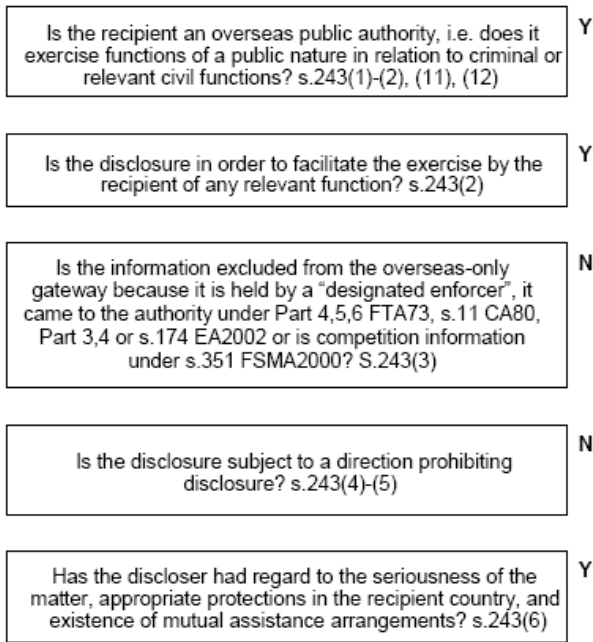 Is the recipient an overseas public authority, i.e. does it
Y
exercise functions of a public nature in relation to criminal or
relevant civil functions? s.243(1)-(2), (11), (12)
Is the disclosure in order to facilitate the exercise by the
Y
recipient of any relevant function? s.243(2)
Is the information excluded from the overseas-only
N
gateway because it is held by a “designated enforcer”, it
came to the authority under Part 4,5,6 FTA73, s.11 CA80,
Part 3,4 or s.174 EA2002 or is competition information
under s.351 FSMA2000? S.243(3)
Is the disclosure subject to a direction prohibiting
N
disclosure? s.243(4)-(5)
Has the discloser had regard to the seriousness of the
Y
matter, appropriate protections in the recipient country, and
existence of mutual assistance arrangements? s.243(6)